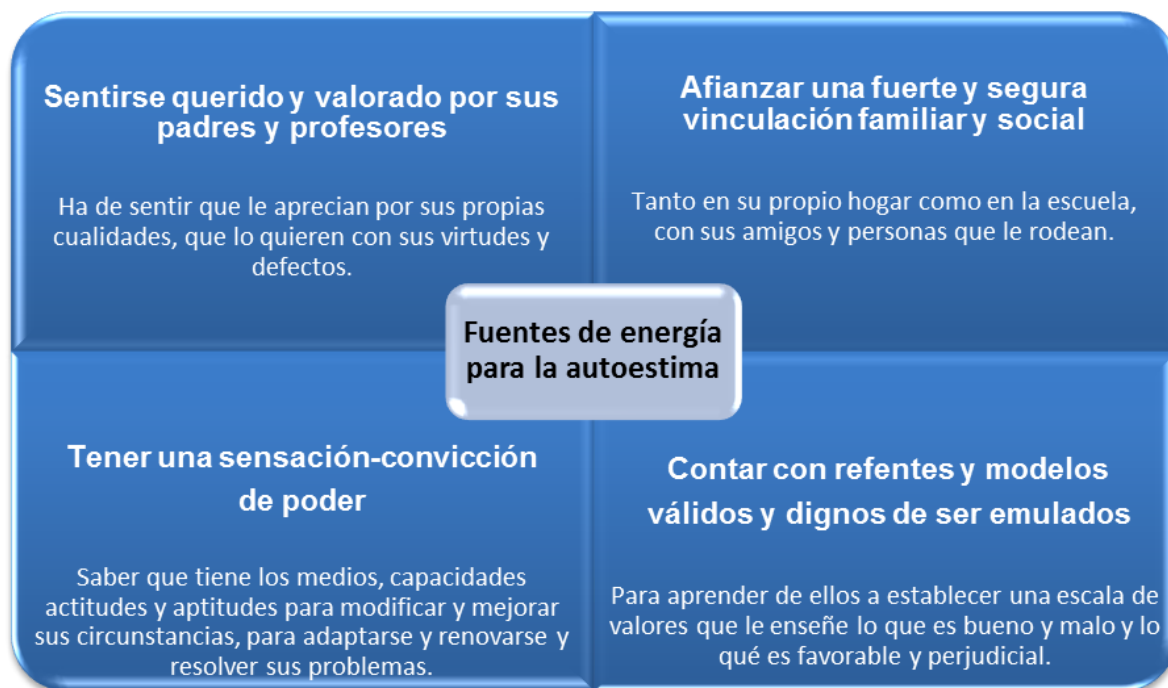 Sentirse querido y valorado por sus
padres y profesores
Ha de sentir que le aprecian por sus propias
cualidades, que lo quieren con sus virtudes y
defectos.
Afianzar una fuerte y segura
vinculación familiar y social
Tanto en su propio hogar como en la escuela,
con sus amigos y personas que le rodean.
Fuentes de energía
para la autoestima
Tener una sensación-convicción
de poder
Saber que tiene los medios, capacidades
actitudes y aptitudes para modificar y mejorar
sus circunstancias, para adaptarse y renovarse y
resolver sus problemas.
Contar con refentes y modelos
válidos y dignos de ser emulados
Para aprender de ellos a establecer una escala de
valores que le enseñe lo que es bueno y malo y lo
qué es favorable y perjudicial.